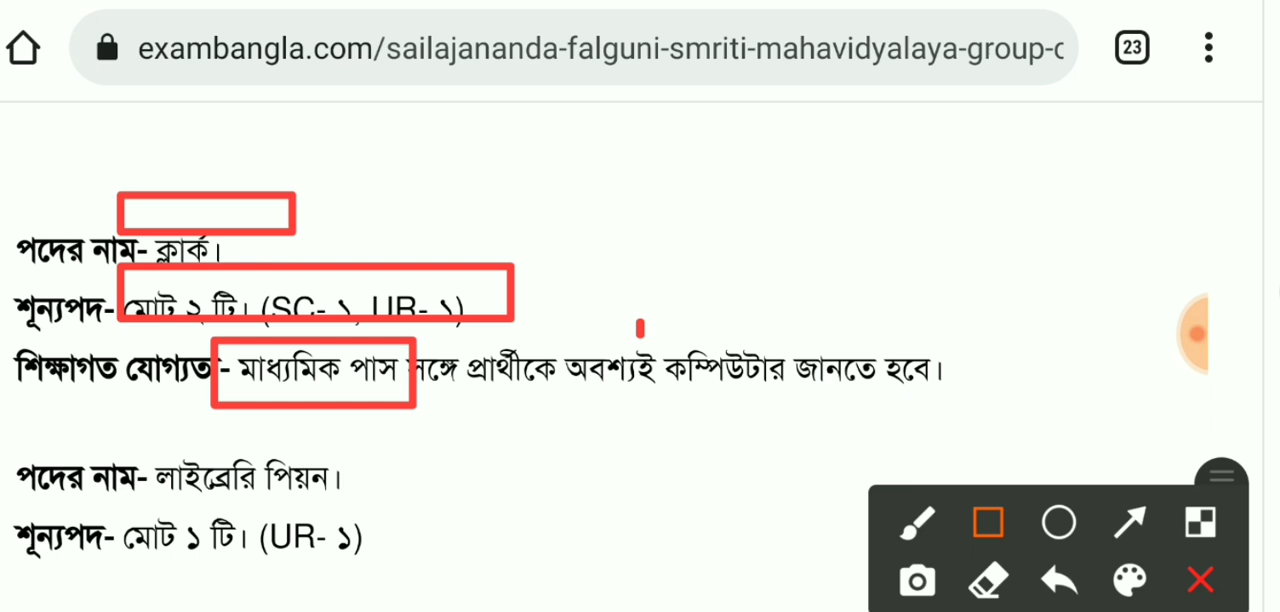 exambangla.com/sailajananda-falguni-smriti-mahavidyalaya-group-c
23
পদের নাম- ক্লার্ক।
শূন্যপদ- মোট ২ টি। (SC- ১, UR- ১)
শিক্ষাগত যোগ্যতা- মাধ্যমিক পাস সঙ্গে প্রার্থীকে অবশ্যই কম্পিউটার জানতে হবে।
পদের নাম- লাইব্রেরি পিয়ন।
শূন্যপদ- মোট ১ টি। (UR- ১)